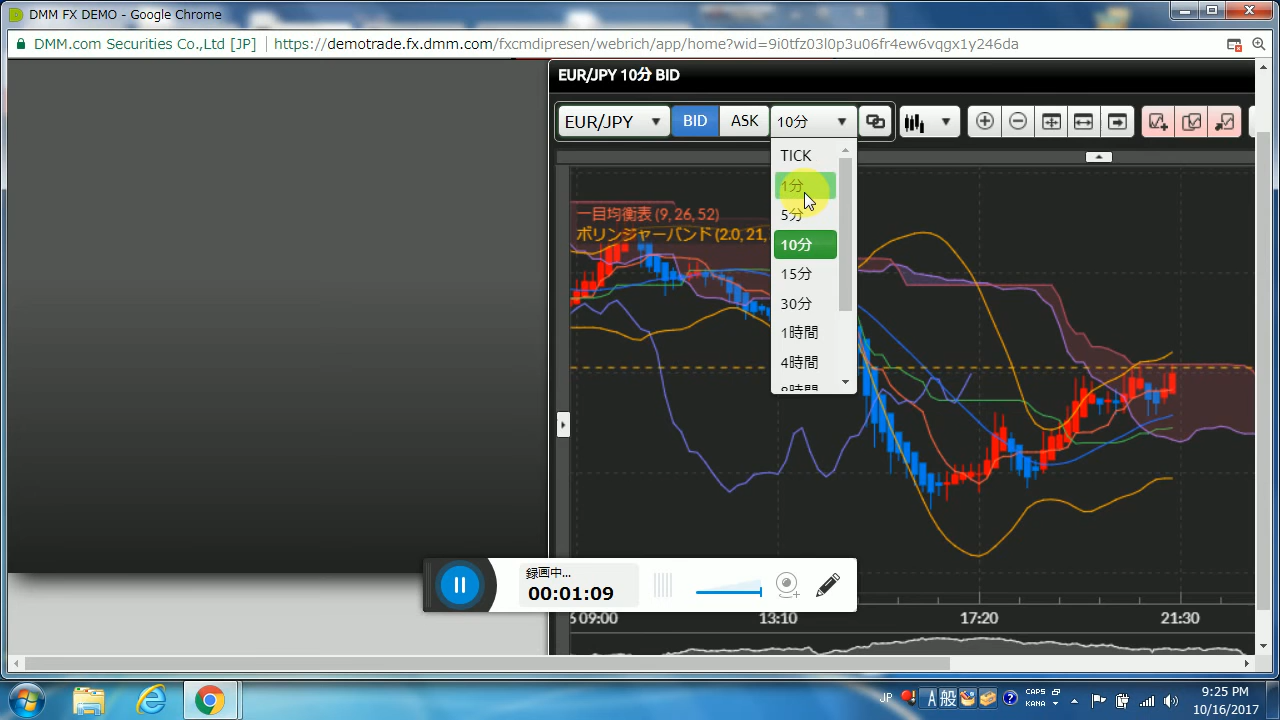 DMM FX DEMO - Google Chrome
DMM.com Securities Co.,Ltd [JP]
https://demotrade.fx.dmm.com/fxcmdipresen/webrich/app/home?wid=9i0tfz03l0p3u06fr4ew6vqgx1y246da
EUR/JPY 10分 BID
EUR/JPY
BID
ASK
10分
TICK
1分
5分
10分
15分
30分
1時間
4時間
8時間
一目均衡表 (9, 26, 52)
ボリンジャーバンド (2.0, 21,
録画中...
00:01:09
09:00
13:10
17:20
21:30
JP
A 般
CAPS
KANA
9:25 PM
10/16/2017